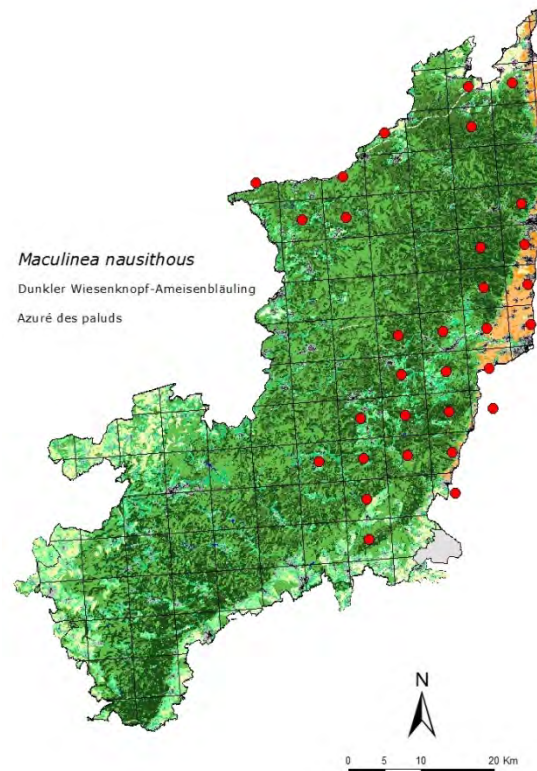 Maculinea nausithous
Dunkler Wiesenknopf-Ameisenbläuling
Azuré des paluds
N
0 5 10 20 Km